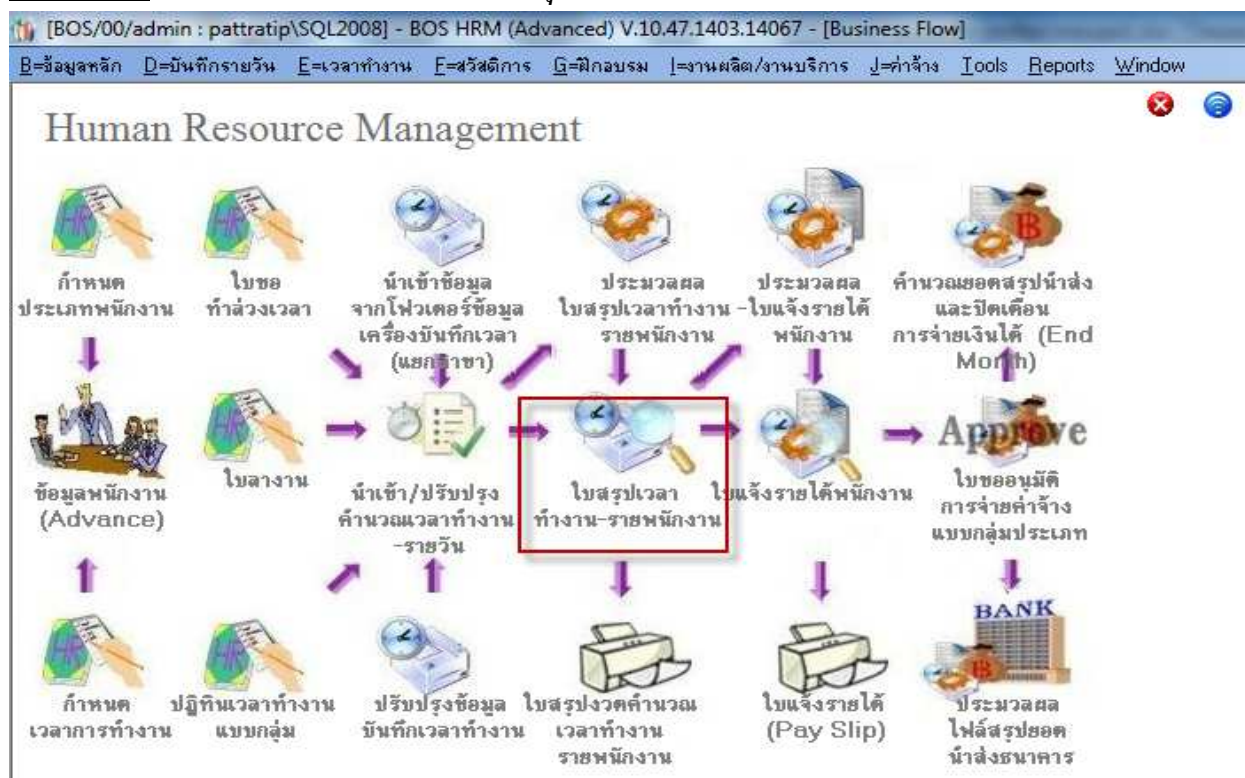 [BOS/00/admin : pattratip\SQL2008] - BOS HRM (Advanced) V.10.47.1403.14067 - [Business Flow]
B=ข้อมูลหลัก D=บันทึกรายวัน E=เวลาทำงาน F=สวัสดิการ G=ฝึกอบรม I=งานผลิต/งานบริการ J=ค่าจ้าง Tools Reports Window
Human Resource Management
กำหนด
ประเภทพนักงาน
ใบขอ
ทำล่วงเวลา
นำเข้าข้อมูล
จากโฟวเดอร์ข้อมูล
เครื่องบันทึกเวลา
(แยกสาขา)
ประมวลผล
ใบสรุปเวลาทำงาน
รายพนักงาน
ประมวลผล
-ใบแจ้งรายได้
พนักงาน
คำนวณยอดสรุปนำส่ง
และปิดเดือน
การจ่ายเงินได้ (End
Month)
ข้อมูลพนักงาน
(Advance)
ใบลางาน
นำเข้า/ปรับปรุง
คำนวณเวลาทำงาน
-รายวัน
ใบสรุปเวลา
ทำงาน-รายพนักงาน
ใบแจ้งรายได้พนักงาน
Approve
ใบขออนุมัติ
การจ่ายค่าจ้าง
แบบกลุ่มประเภท
กำหนด
เวลาการทำงาน
ปฏิทินเวลาทำงาน
แบบกลุ่ม
ปรับปรุงข้อมูล
บันทึกเวลาทำงาน
ใบสรุปงวดคำนวณ
เวลาทำงาน
รายพนักงาน
ใบแจ้งรายได้
(Pay Slip)
BANK
ประมวลผล
ไฟล์สรุปยอด
นำส่งธนาคาร